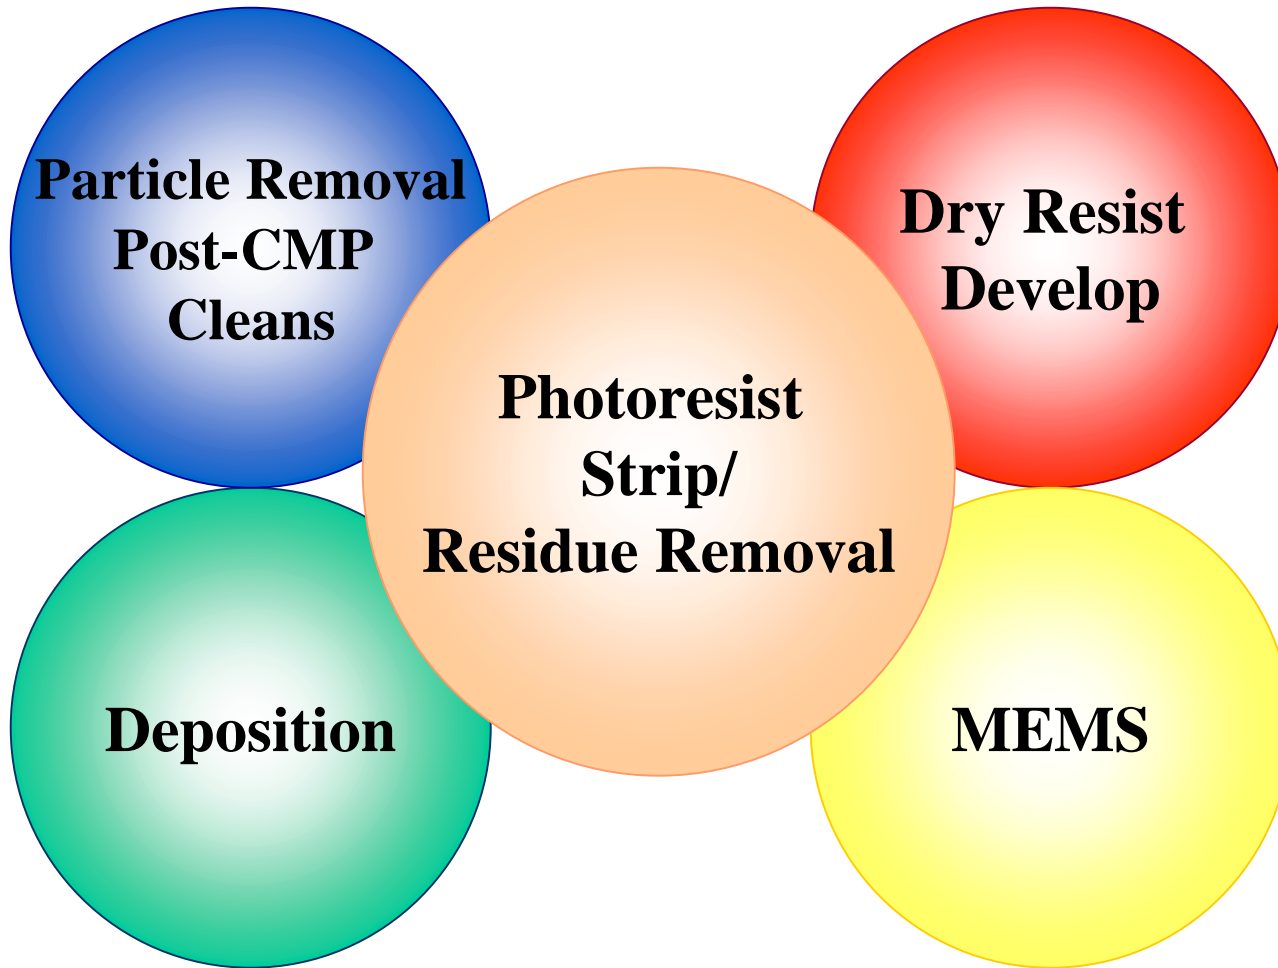 Particle Removal
Post-CMP
Cleans
Dry Resist
Develop
Photoresist
Strip/
Residue Removal
Deposition
MEMS